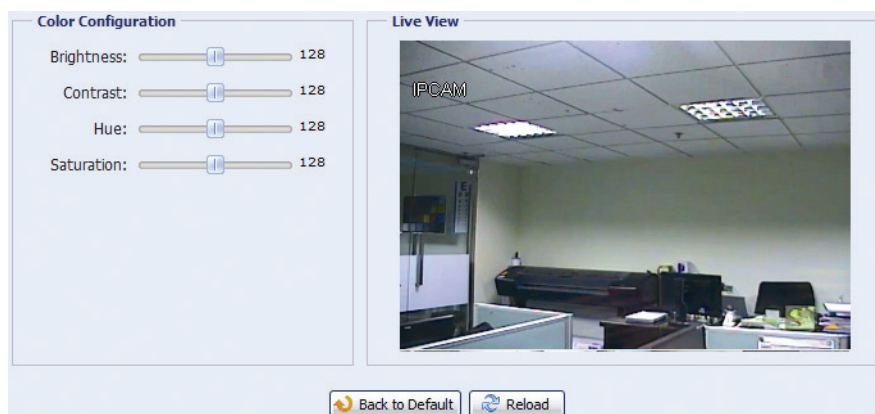 Color Configuration
Brightness: 128
Contrast: 128
Hue: 128
Saturation: 128
Live View
IPCAM
Back to Default
Reload